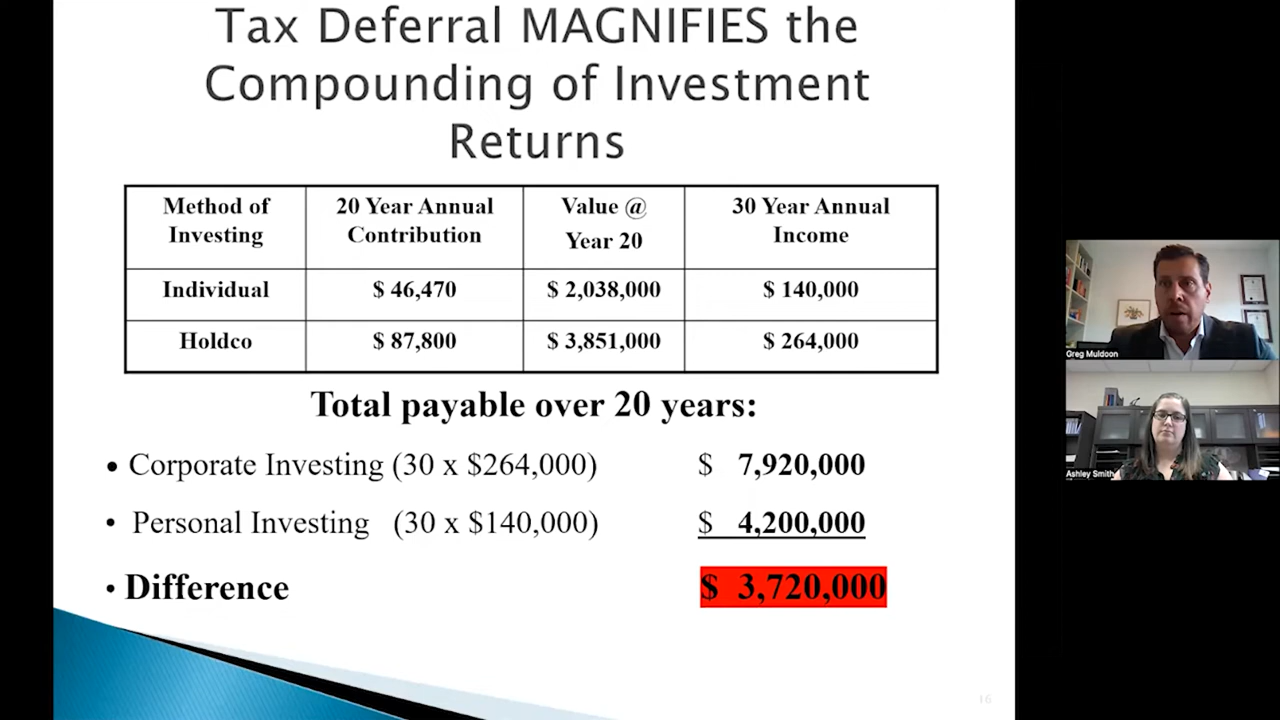 Tax Deferral MAGNIFIES the
Compounding of Investment
Returns
Method of
Investing
20 Year Annual
Contribution
Value @
Year 20
30 Year Annual
Income
Individual
$ 46,470
$ 2,038,000
$ 140,000
Holdco
$ 87,800
$ 3,851,000
$ 264,000
Total payable over 20 years:
• Corporate Investing (30 x $264,000) $ 7,920,000
• Personal Investing (30 x $140,000) $ 4,200,000
• Difference $ 3,720,000
16
Greg Muldoon
Ashley Smith